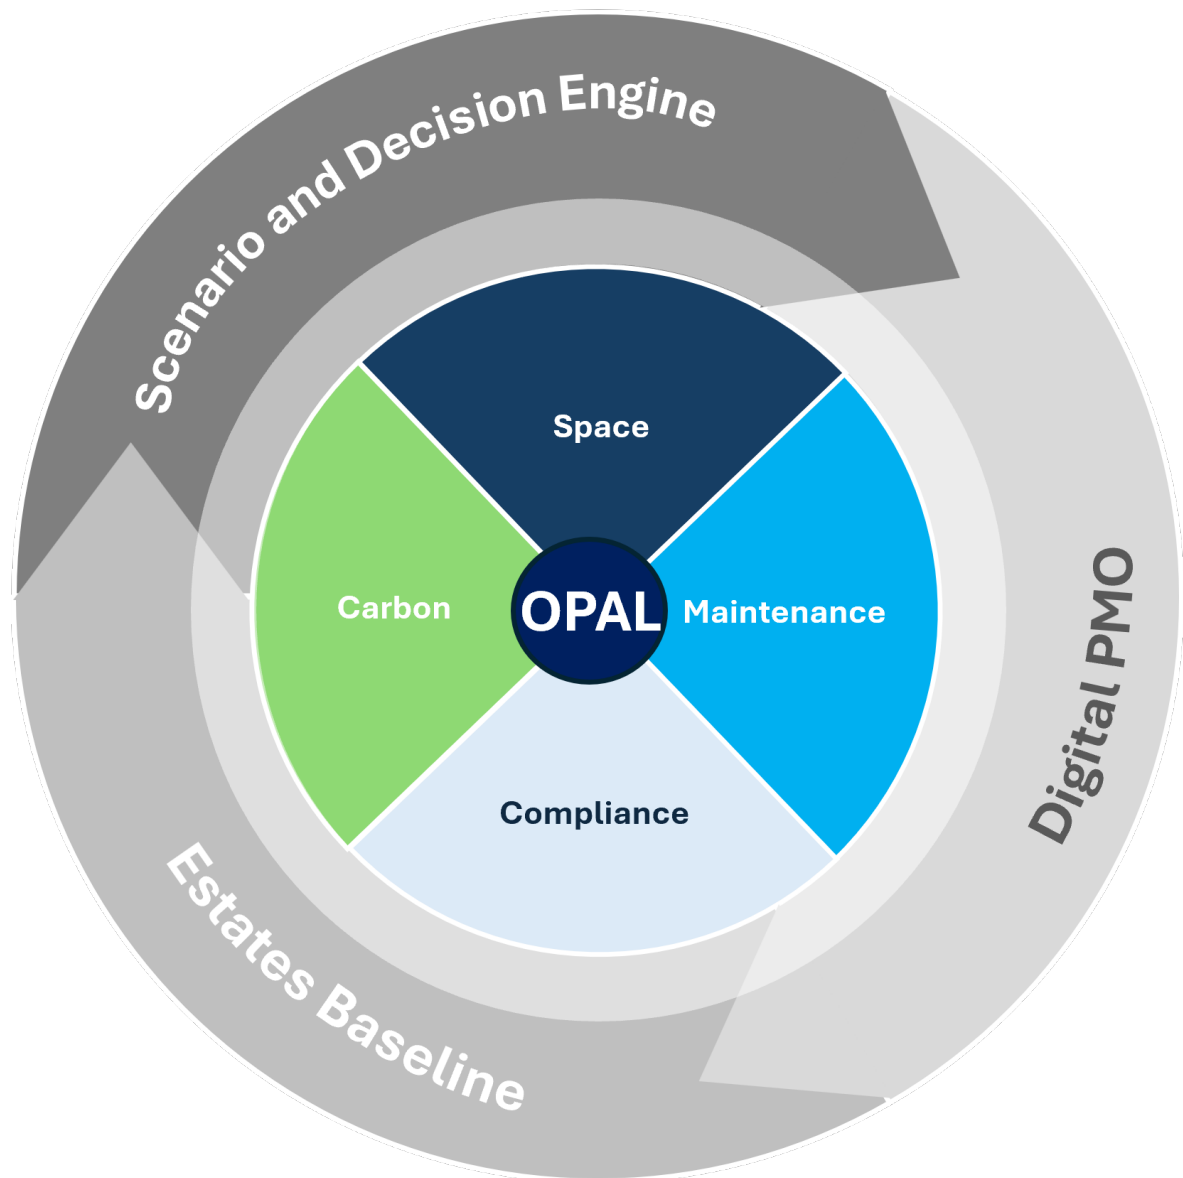 Scenario and Decision Engine
Space
Carbon
OPAL
Maintenance
Compliance
Digital PMO
Estates Baseline